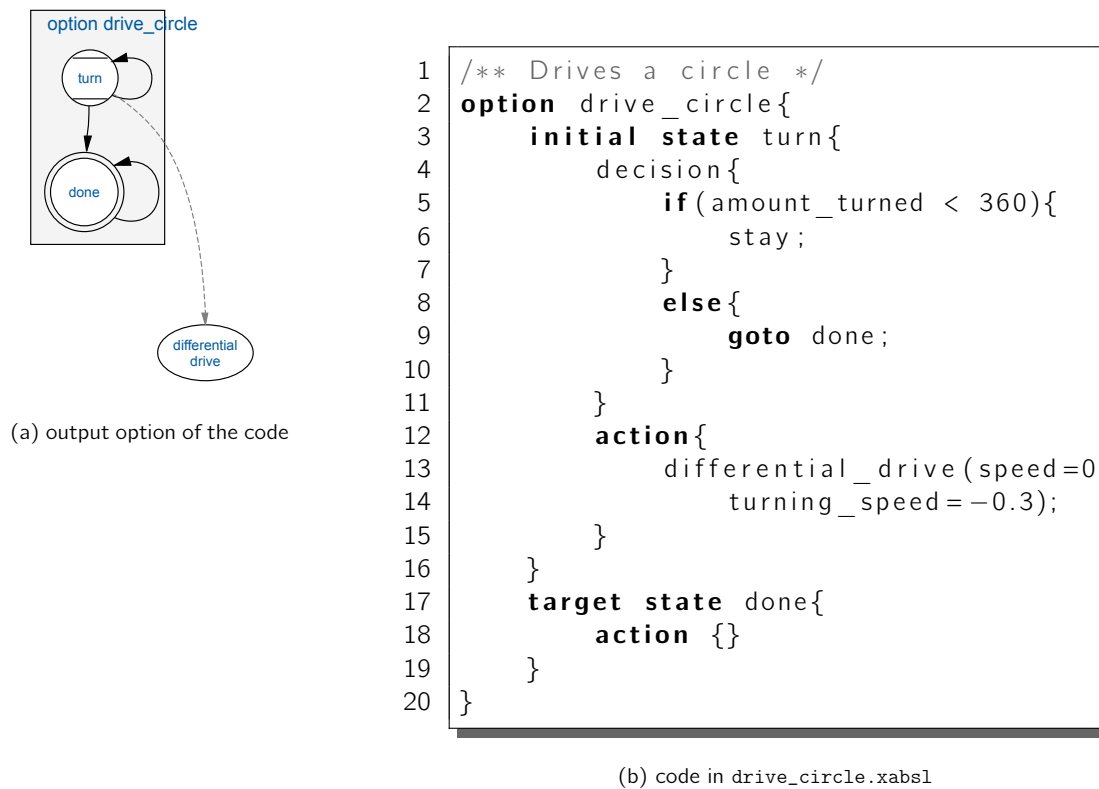 option drive_circle
turn
done
differential
drive
(a) output option of the code
1 /** Drives a circle */
2 option drive_circle{
3 initial state turn{
4 decision{
5 if(amount_turned < 360){
6 stay;
7 }
8 else{
9 goto done;
10 }
11 }
12 action{
13 differential_drive(speed=0
14 turning_speed=−0.3);
15 }
16 }
17 target state done{
18 action {}
19 }
20 }
(b) code in drive_circle.xabsl